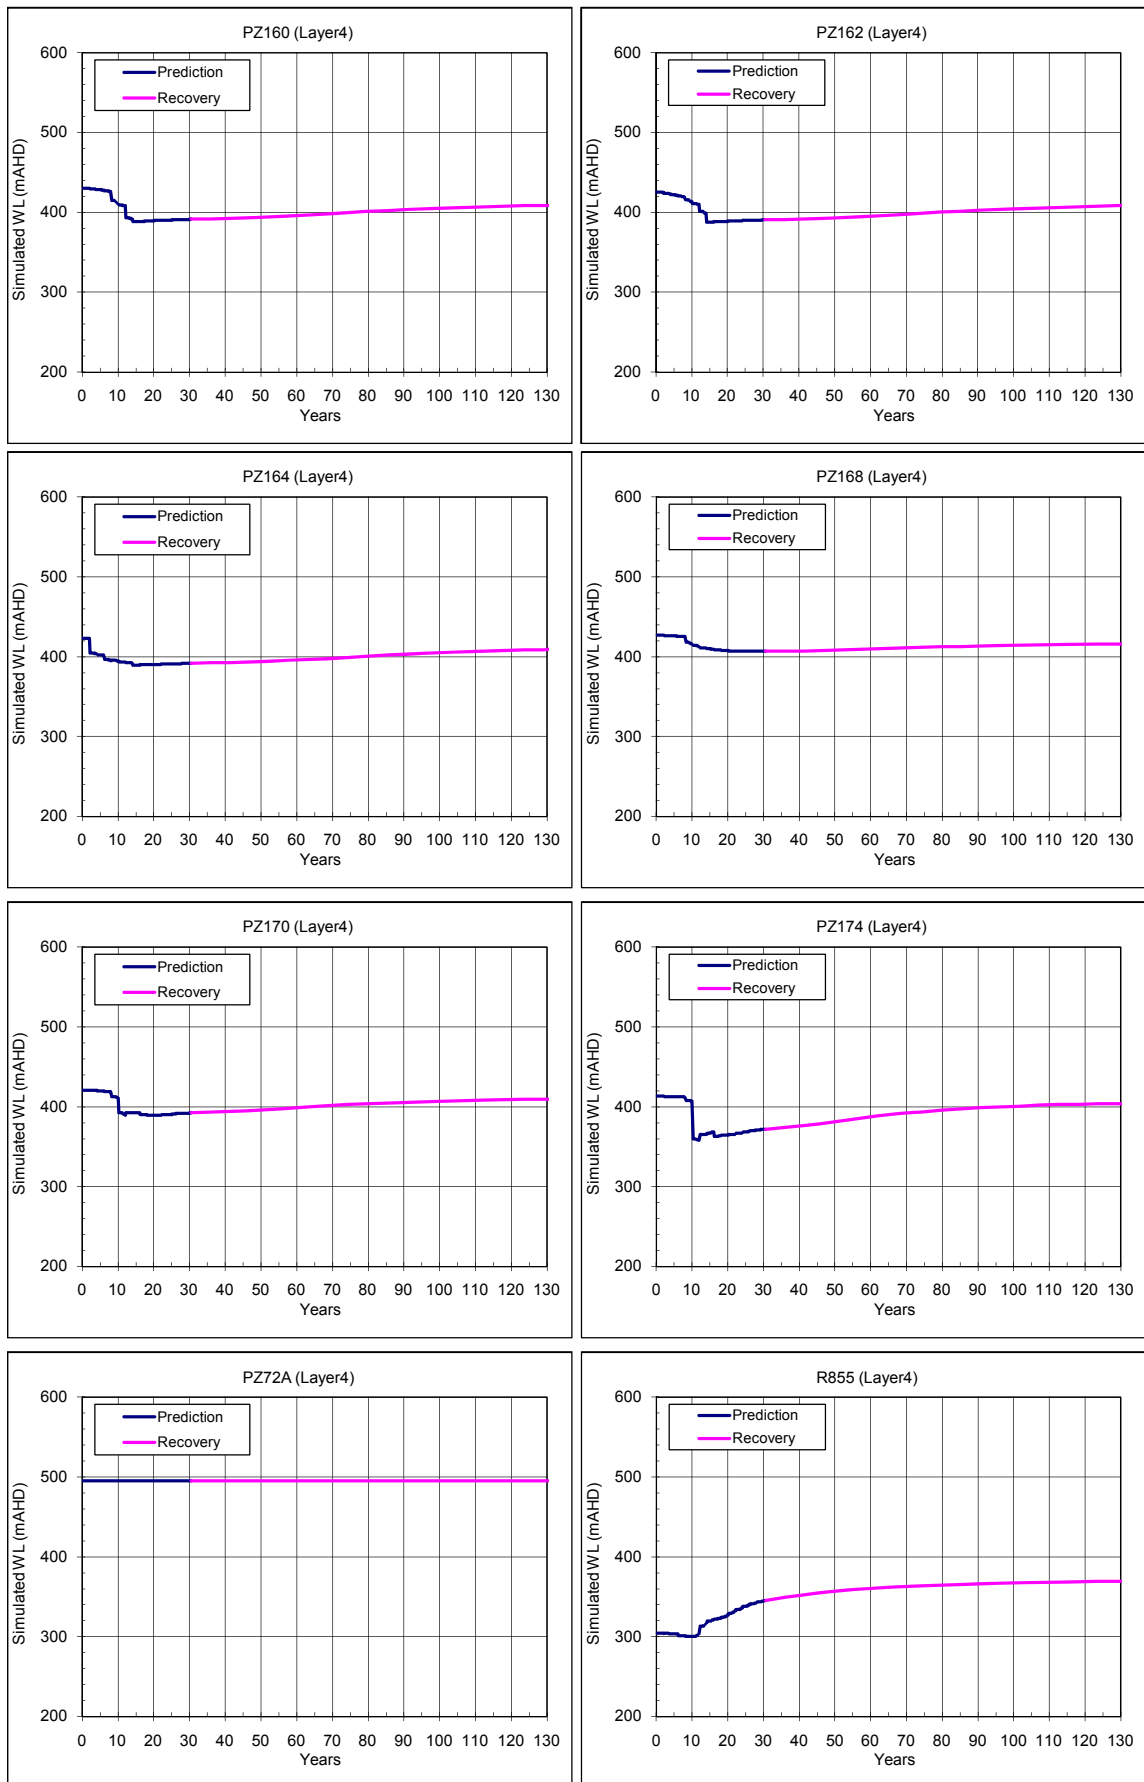 PZ160 (Layer4)
Simulated WL (mAHD)
600
500
400
300
200
Prediction
Recovery
0 10 20 30 40 50 60 70 80 90 100 110 120 130
Years
PZ162 (Layer4)
Simulated WL (mAHD)
600
500
400
300
200
Prediction
Recovery
0 10 20 30 40 50 60 70 80 90 100 110 120 130
Years
PZ164 (Layer4)
Simulated WL (mAHD)
600
500
400
300
200
Prediction
Recovery
0 10 20 30 40 50 60 70 80 90 100 110 120 130
Years
PZ168 (Layer4)
Simulated WL (mAHD)
600
500
400
300
200
Prediction
Recovery
0 10 20 30 40 50 60 70 80 90 100 110 120 130
Years
PZ170 (Layer4)
Simulated WL (mAHD)
600
500
400
300
200
Prediction
Recovery
0 10 20 30 40 50 60 70 80 90 100 110 120 130
Years
PZ174 (Layer4)
Simulated WL (mAHD)
600
500
400
300
200
Prediction
Recovery
0 10 20 30 40 50 60 70 80 90 100 110 120 130
Years
PZ72A (Layer4)
Simulated WL (mAHD)
600
500
400
300
200
Prediction
Recovery
0 10 20 30 40 50 60 70 80 90 100 110 120 130
Years
R855 (Layer4)
Simulated WL (mAHD)
600
500
400
300
200
Prediction
Recovery
0 10 20 30 40 50 60 70 80 90 100 110 120 130
Years